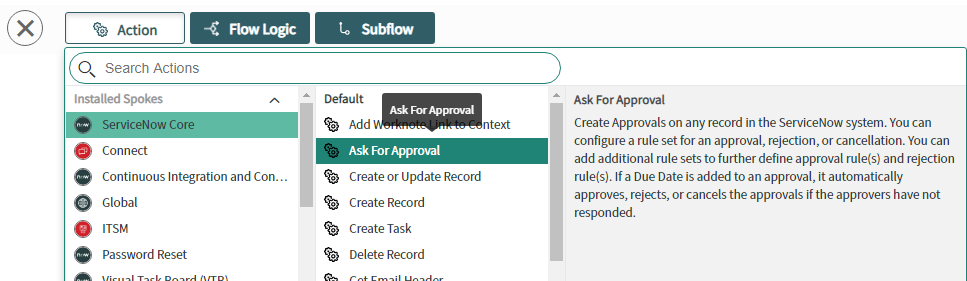 Action
Flow Logic
Subflow
Search Actions
Installed Spokes
ServiceNow Core
Connect
Continuous Integration and Con...
Global
ITSM
Password Reset
Visual Task Board (VTB)
Default
Ask For Approval
Add Worknote Link to Context
Ask For Approval
Create or Update Record
Create Record
Create Task
Delete Record
Get Email Header
Ask For Approval
Create Approvals on any record in the ServiceNow system. You can
configure a rule set for an approval, rejection, or cancellation. You can
add additional rule sets to further define approval rule(s) and rejection
rule(s). If a Due Date is added to an approval, it automatically
approves, rejects, or cancels the approvals if the approvers have not
responded.